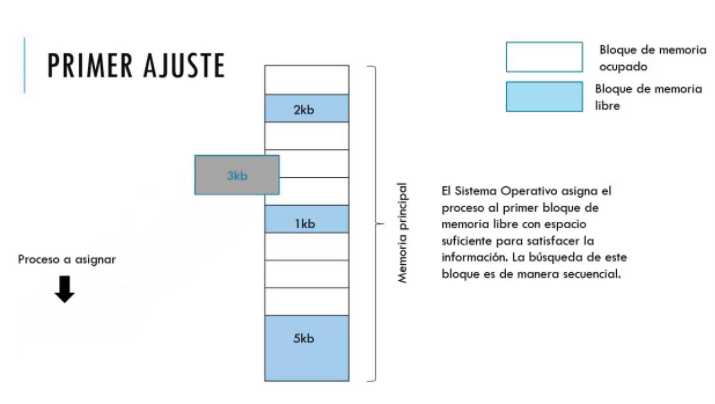 PRIMER AJUSTE
Bloque de memoria
ocupado
Bloque de memoria
libre
2kb
3kb
1kb
5kb
Memoria principal
Proceso a asignar
El Sistema Operativo asigna el
proceso al primer bloque de
memoria libre con espacio
suficiente para satisfacer la
información. La búsqueda de este
bloque es de manera secuencial.